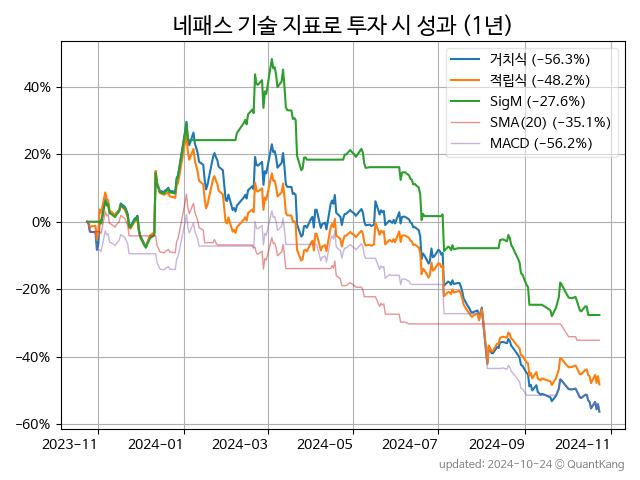 네패스 기술 지표로 투자 시 성과 (1년)
거치식 (−56.3%)
적립식 (−48.2%)
SigM (−27.6%)
SMA(20) (−35.1%)
MACD (−56.2%)
40%
20%
0%
−20%
−40%
−60%
2023-11 2024-01 2024-03 2024-05 2024-07 2024-09 2024-11
updated: 2024-10-24 © QuantKang